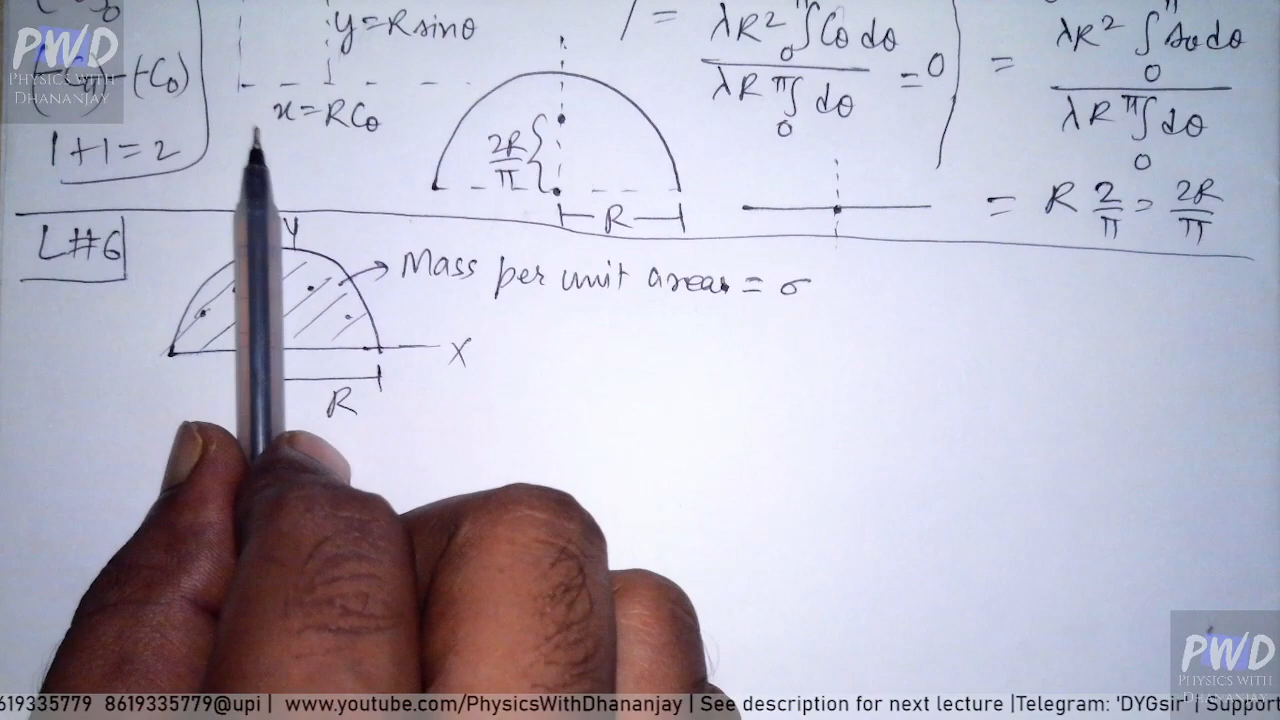 PWD
PHYSICS WITH
DHANANJAY
1+1=2
y=Rsinθ
x=RCθ
2R/π
R
= λR² ∫₀^π Cθ dθ / λR ∫₀^π dθ = 0
= λR² ∫₀^π sθ dθ / λR ∫₀^π dθ
= R 2/π = 2R/π
L#6
Y
Mass per unit area = σ
X
R
PWD
PHYSICS WITH
DHANANJAY
619335779 8619335779@upi | www.youtube.com/PhysicsWithDhananjay | See description for next lecture |Telegram: 'DYGsir' | Suppor